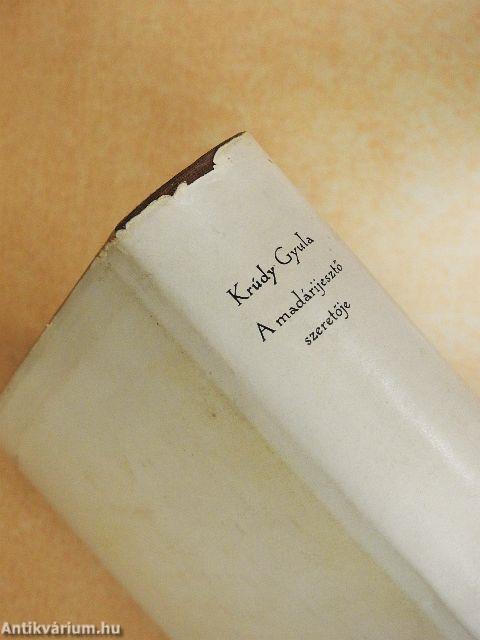 Krúdy Gyula
A madárijesztő
szeretője
Antikvárium.hu